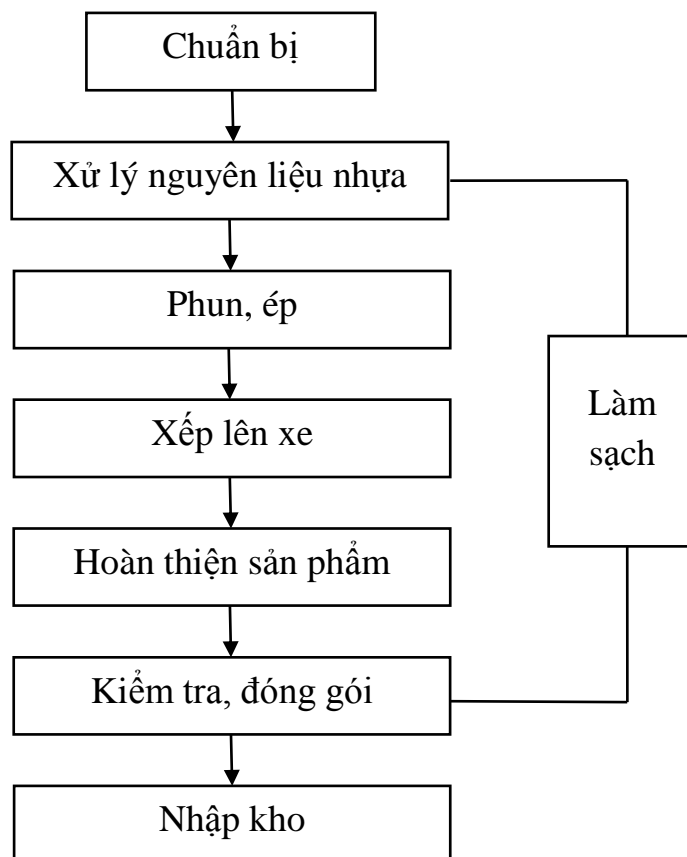 Chuẩn bị
Xử lý nguyên liệu nhựa
Phun, ép
Xếp lên xe
Làm
sạch
Hoàn thiện sản phẩm
Kiểm tra, đóng gói
Nhập kho